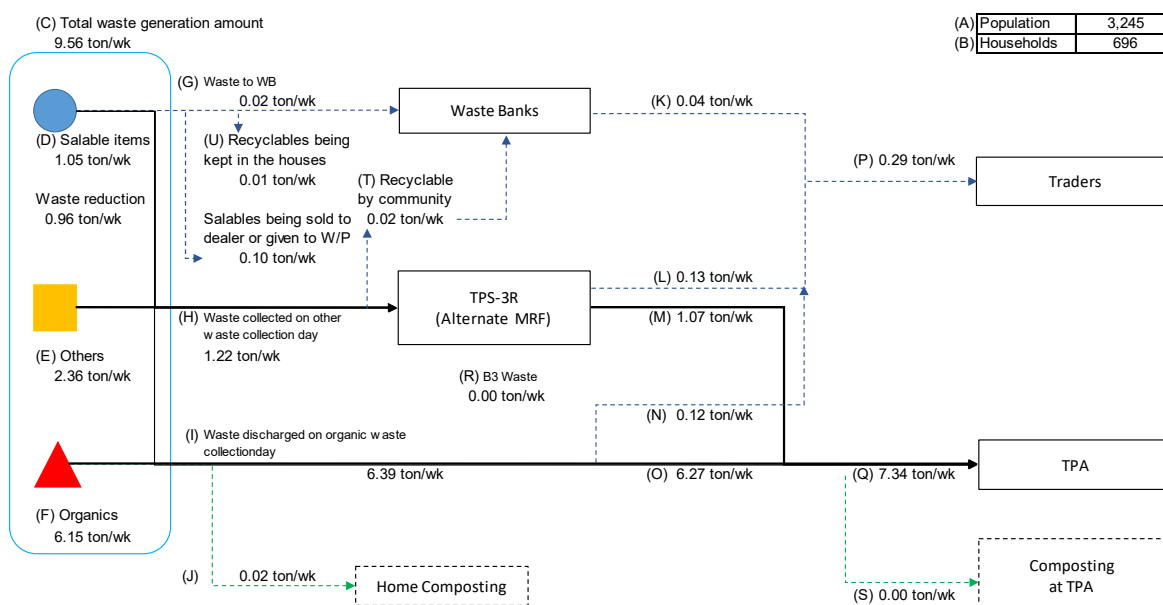 (C) Total waste generation amount
9.56 ton/wk
(A) Population 3,245
(B) Households 696
(G) Waste to WB
0.02 ton/wk
Waste Banks
(K) 0.04 ton/wk
(D) Salable items
1.05 ton/wk
(U) Recyclables being
kept in the houses
0.01 ton/wk
(T) Recyclable
by community
0.02 ton/wk
(P) 0.29 ton/wk
Traders
Waste reduction
0.96 ton/wk
Salables being sold to
dealer or given to W/P
0.10 ton/wk
TPS-3R
(Alternate MRF)
(L) 0.13 ton/wk
(M) 1.07 ton/wk
(H) Waste collected on other
waste collection day
1.22 ton/wk
(E) Others
2.36 ton/wk
(R) B3 Waste
0.00 ton/wk
(N) 0.12 ton/wk
(I) Waste discharged on organic waste
collectionday
6.39 ton/wk
(O) 6.27 ton/wk
(Q) 7.34 ton/wk
TPA
(F) Organics
6.15 ton/wk
(J) 0.02 ton/wk
Home Composting
Composting
at TPA
(S) 0.00 ton/wk